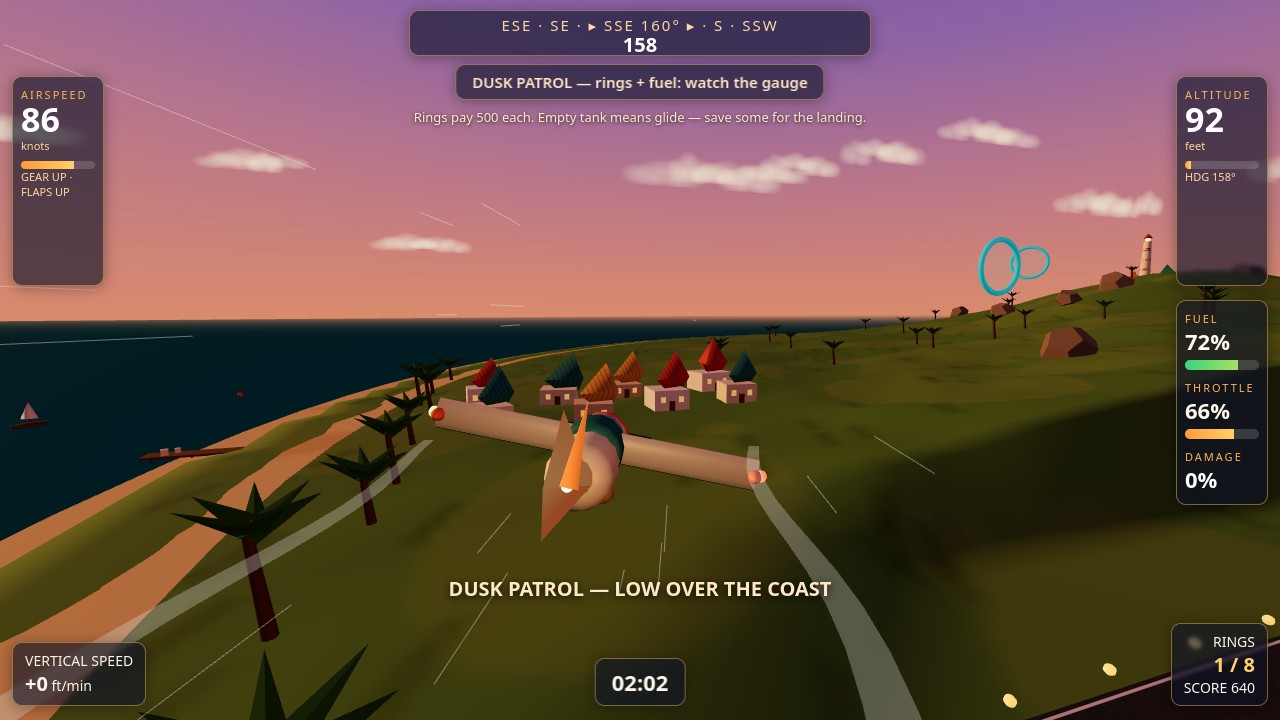 ESE · SE · ▸ SSE 160° ▸ · S · SSW
158
DUSK PATROL — rings + fuel: watch the gauge
Rings pay 500 each. Empty tank means glide — save some for the landing.
AIRSPEED
86
knots
GEAR UP ·
FLAPS UP
ALTITUDE
92
feet
HDG 158°
FUEL
72%
THROTTLE
66%
DAMAGE
0%
DUSK PATROL — LOW OVER THE COAST
VERTICAL SPEED
+0 ft/min
02:02
RINGS
1 / 8
SCORE 640